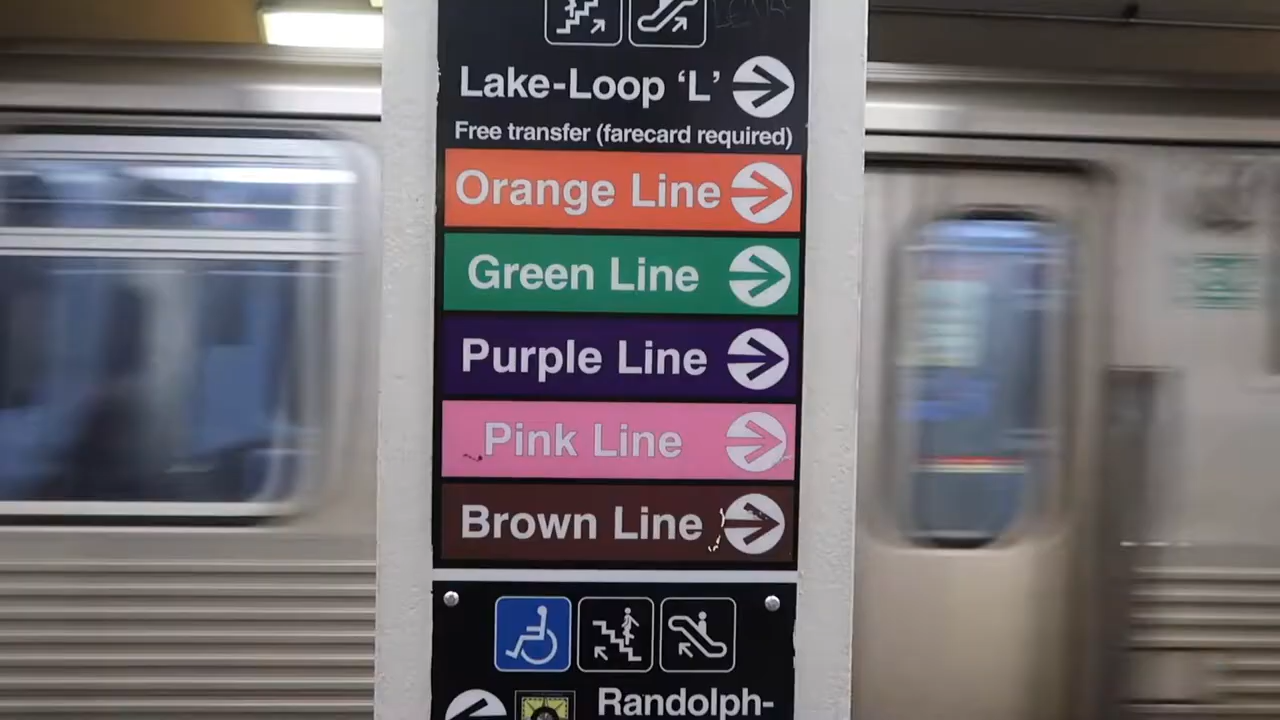 Lake-Loop ‘L’
Free transfer (farecard required)
Orange Line
Green Line
Purple Line
Pink Line
Brown Line
Randolph-